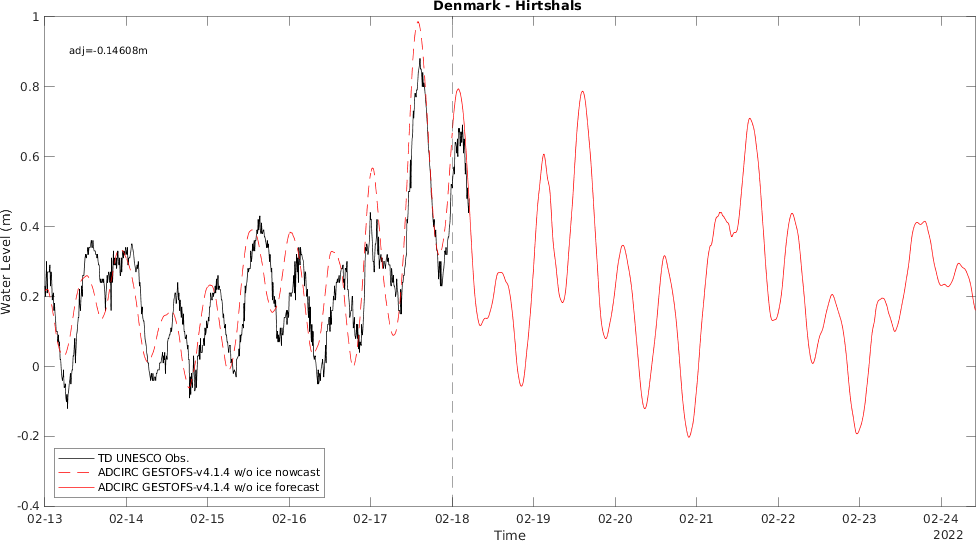 Denmark - Hirtshals
adj=-0.14608m
Water Level (m)
1
0.8
0.6
0.4
0.2
0
-0.2
-0.4
TD UNESCO Obs.
ADCIRC GESTOFS-v4.1.4 w/o ice nowcast
ADCIRC GESTOFS-v4.1.4 w/o ice forecast
02-13 02-14 02-15 02-16 02-17 02-18 02-19 02-20 02-21 02-22 02-23 02-24
Time
2022